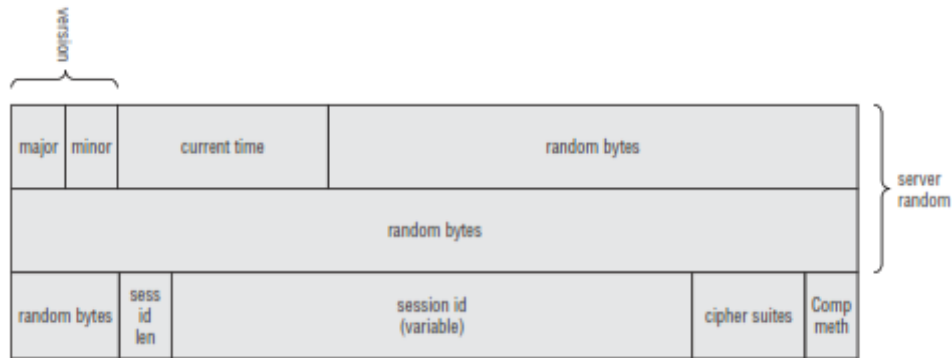 version
major
minor
current time
random bytes
server
random
random bytes
random bytes
sess
id
len
session id
(variable)
cipher suites
Comp
meth